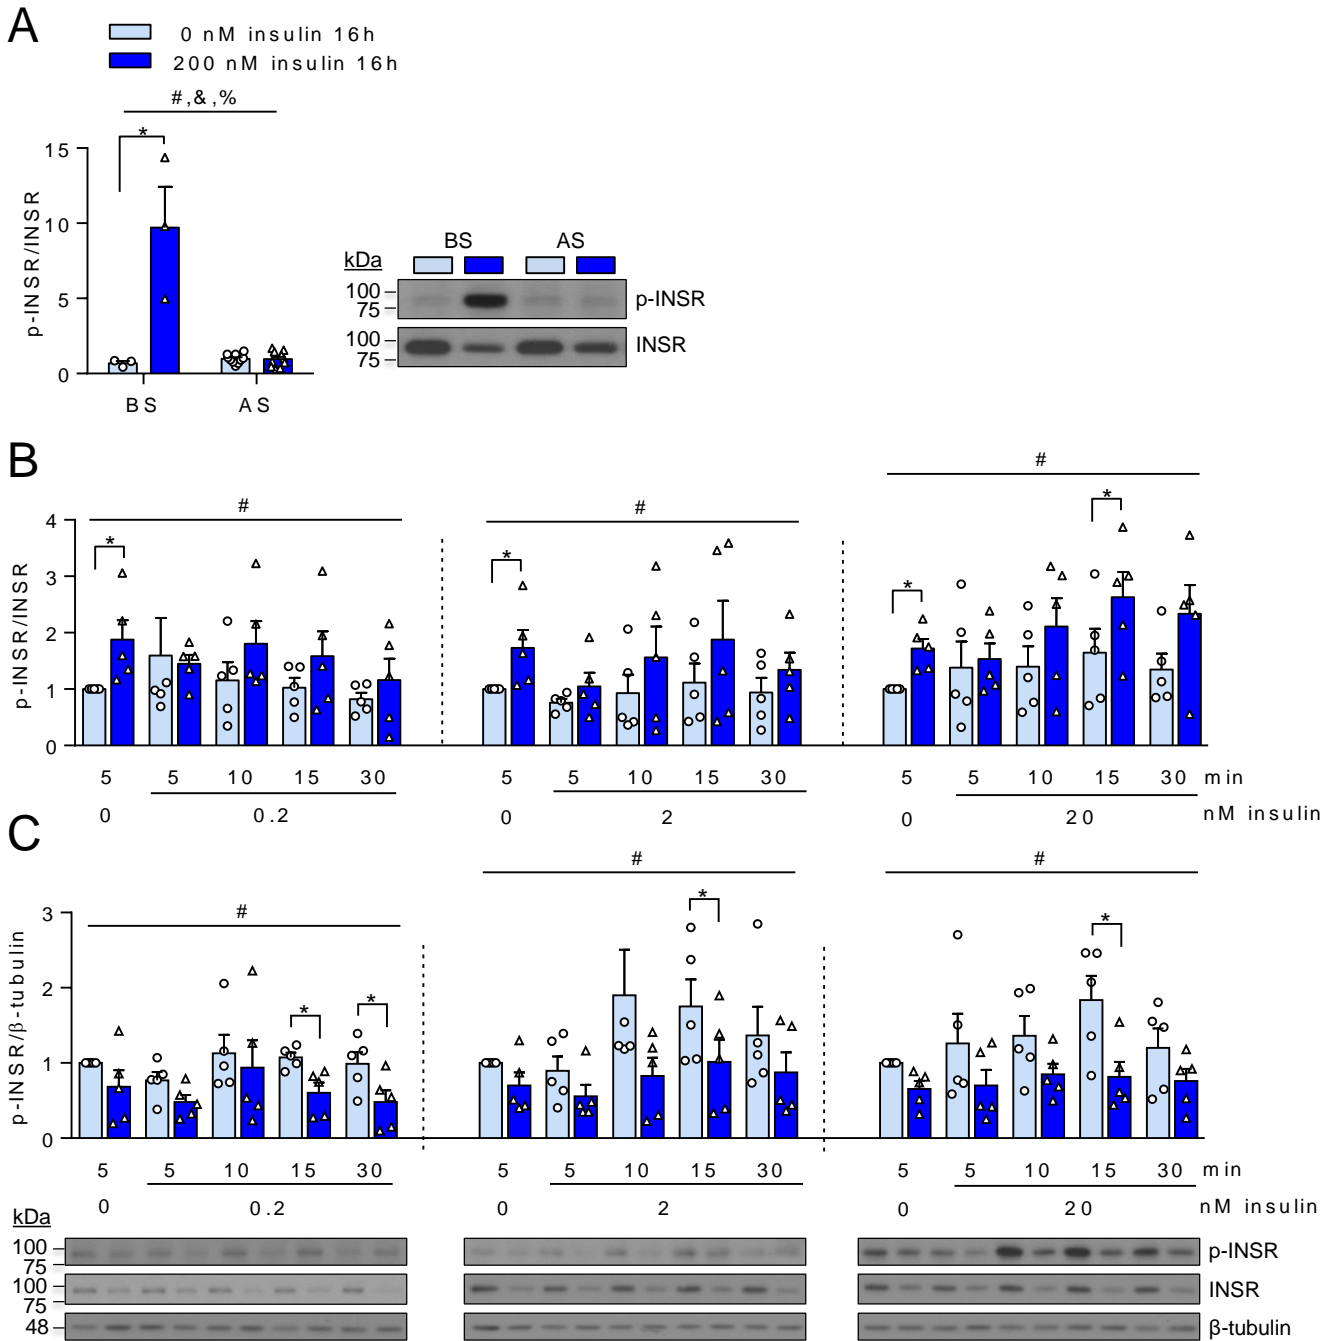 A
0 nM insulin 16h
200 nM insulin 16h
#,&,%
*
15
10
5
0
p-INSR/INSR
BS AS
BS AS
kDa
100
75
p-INSR
100
75
INSR
B
# # #
* * * *
4
3
2
1
0
p-INSR/INSR
5 5 10 15 30 5 5 10 15 30 5 5 10 15 30 min
0 0.2 0 2 0 20 nM insulin
C
# # #
* * * *
3
2
1
0
p-INSR/β-tubulin
5 5 10 15 30 5 5 10 15 30 5 5 10 15 30 min
0 0.2 0 2 0 20 nM insulin
kDa
100
75
p-INSR
100
75
INSR
48
β-tubulin